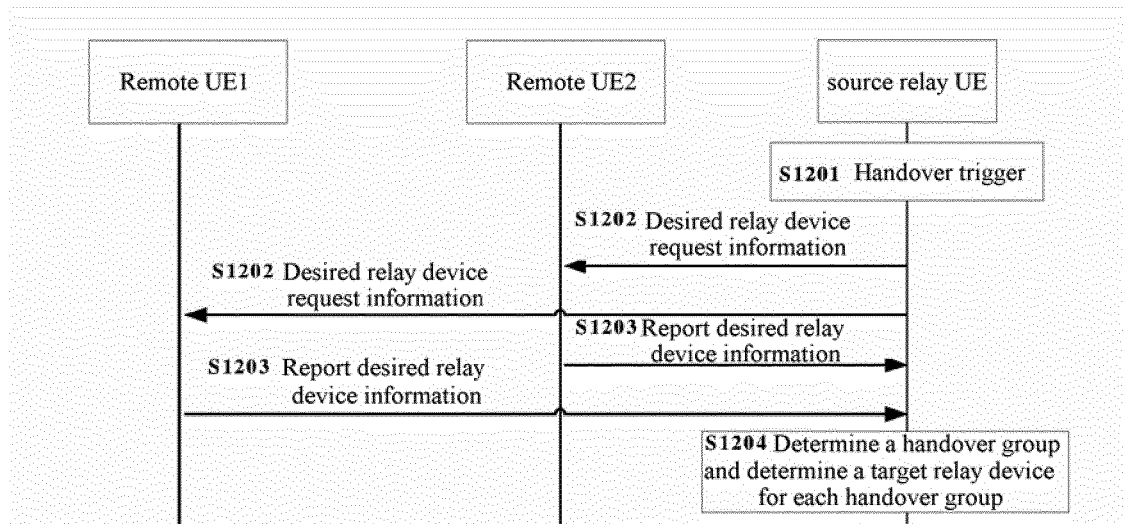 Remote UE1
Remote UE2
source relay UE
S1201 Handover trigger
S1202 Desired relay device
request information
S1202 Desired relay device
request information
S1203 Report desired relay
device information
S1203 Report desired relay
device information
S1204 Determine a handover group
and determine a target relay device
for each handover group